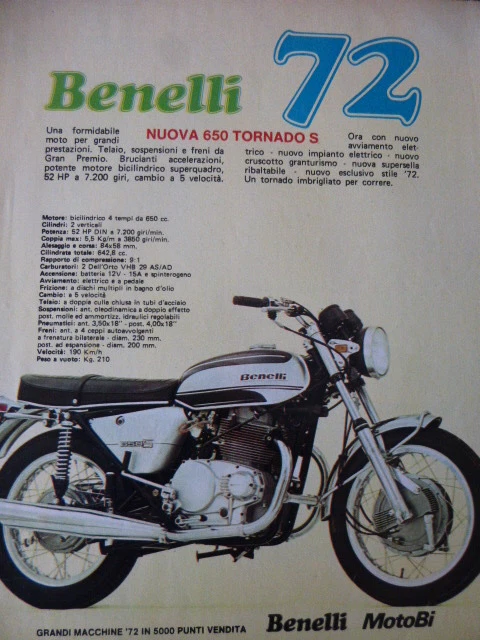 Benelli 72
NUOVA 650 TORNADO S
Una formidabile
moto per grandi
prestazioni. Telaio, sospensioni e freni da
Gran Premio. Brucianti accelerazioni,
potente motore bicilindrico superquadro,
52 HP a 7.200 giri, cambio a 5 velocità.
Ora con nuovo
avviamento elet-
trico - nuovo impianto elettrico - nuovo
cruscotto granturismo - nuova supersella
ribaltabile - nuovo esclusivo stile '72.
Un tornado imbrigliato per correre.
Motore: bicilindrico 4 tempi da 650 cc.
Cilindri: 2 verticali
Potenza: 52 HP DIN a 7.200 giri/min.
Coppia max: 5,5 Kg/m a 3850 giri/min.
Alesaggio e corsa: 84x58 mm.
Cilindrata totale: 642,8 cc.
Rapporto di compressione: 9:1
Carburatori: 2 Dell'Orto VHB 29 AS/AD
Accensione: batteria 12V - 15A e spinterogeno
Avviamento: elettrico e a pedale
Frizione: a dischi multipli in bagno d'olio
Cambio: a 5 velocità
Telaio: a doppia culla chiusa in tubi d'acciaio
Sospensioni: ant. oleodinamica a doppio effetto
post. molle ed ammortizz. idraulici regolabili
Pneumatici: ant. 3,50x18" - post. 4,00x18"
Freni: ant. a 4 ceppi autoavvolgenti
a frenatura bilaterale - diam. 230 mm.
post. ad espansione - diam. 200 mm.
Velocità: 190 Km/h
Peso a vuoto: Kg. 210
Benelli
GRANDI MACCHINE '72 IN 5000 PUNTI VENDITA
Benelli MotoBi